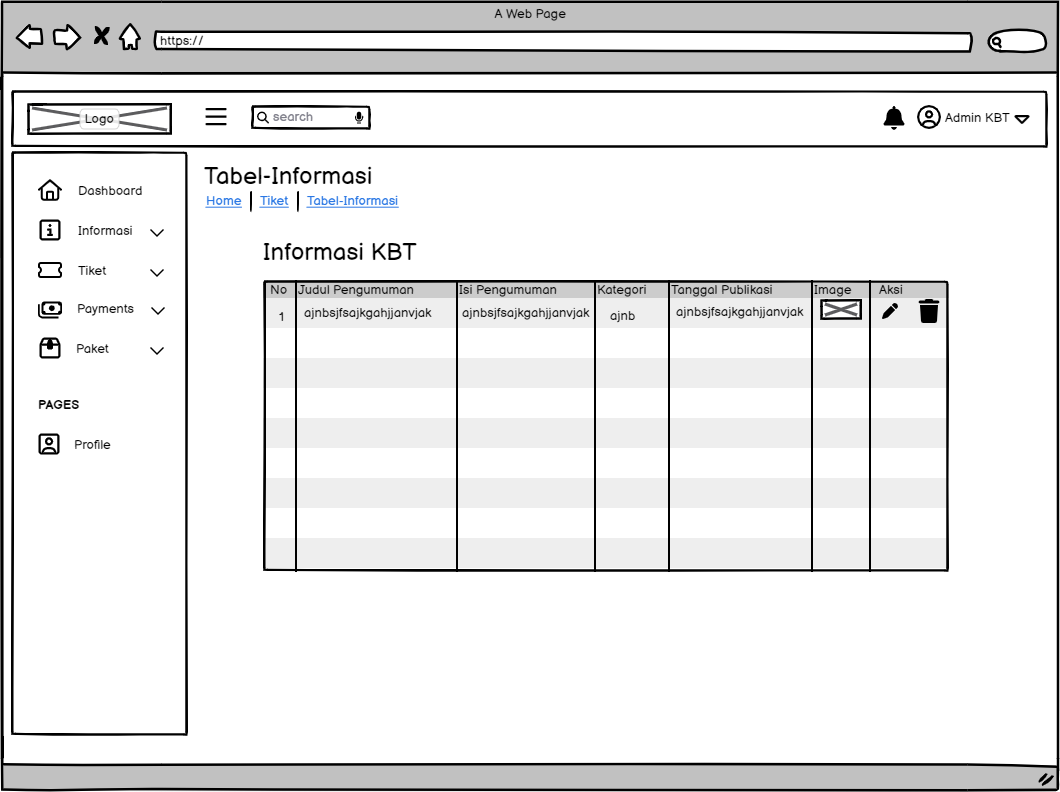 A Web Page
https://
Logo
search
Admin KBT
Dashboard
Informasi
Tiket
Payments
Paket
PAGES
Profile
Tabel-Informasi
Home Tiket Tabel-Informasi
Informasi KBT
No Judul Pengumuman Isi Pengumuman Kategori Tanggal Publikasi Image Aksi
1 ajnbsjfsajkgahjjanvjak ajnbsjfsajkgahjjanvjak ajnb ajnbsjfsajkgahjjanvjak